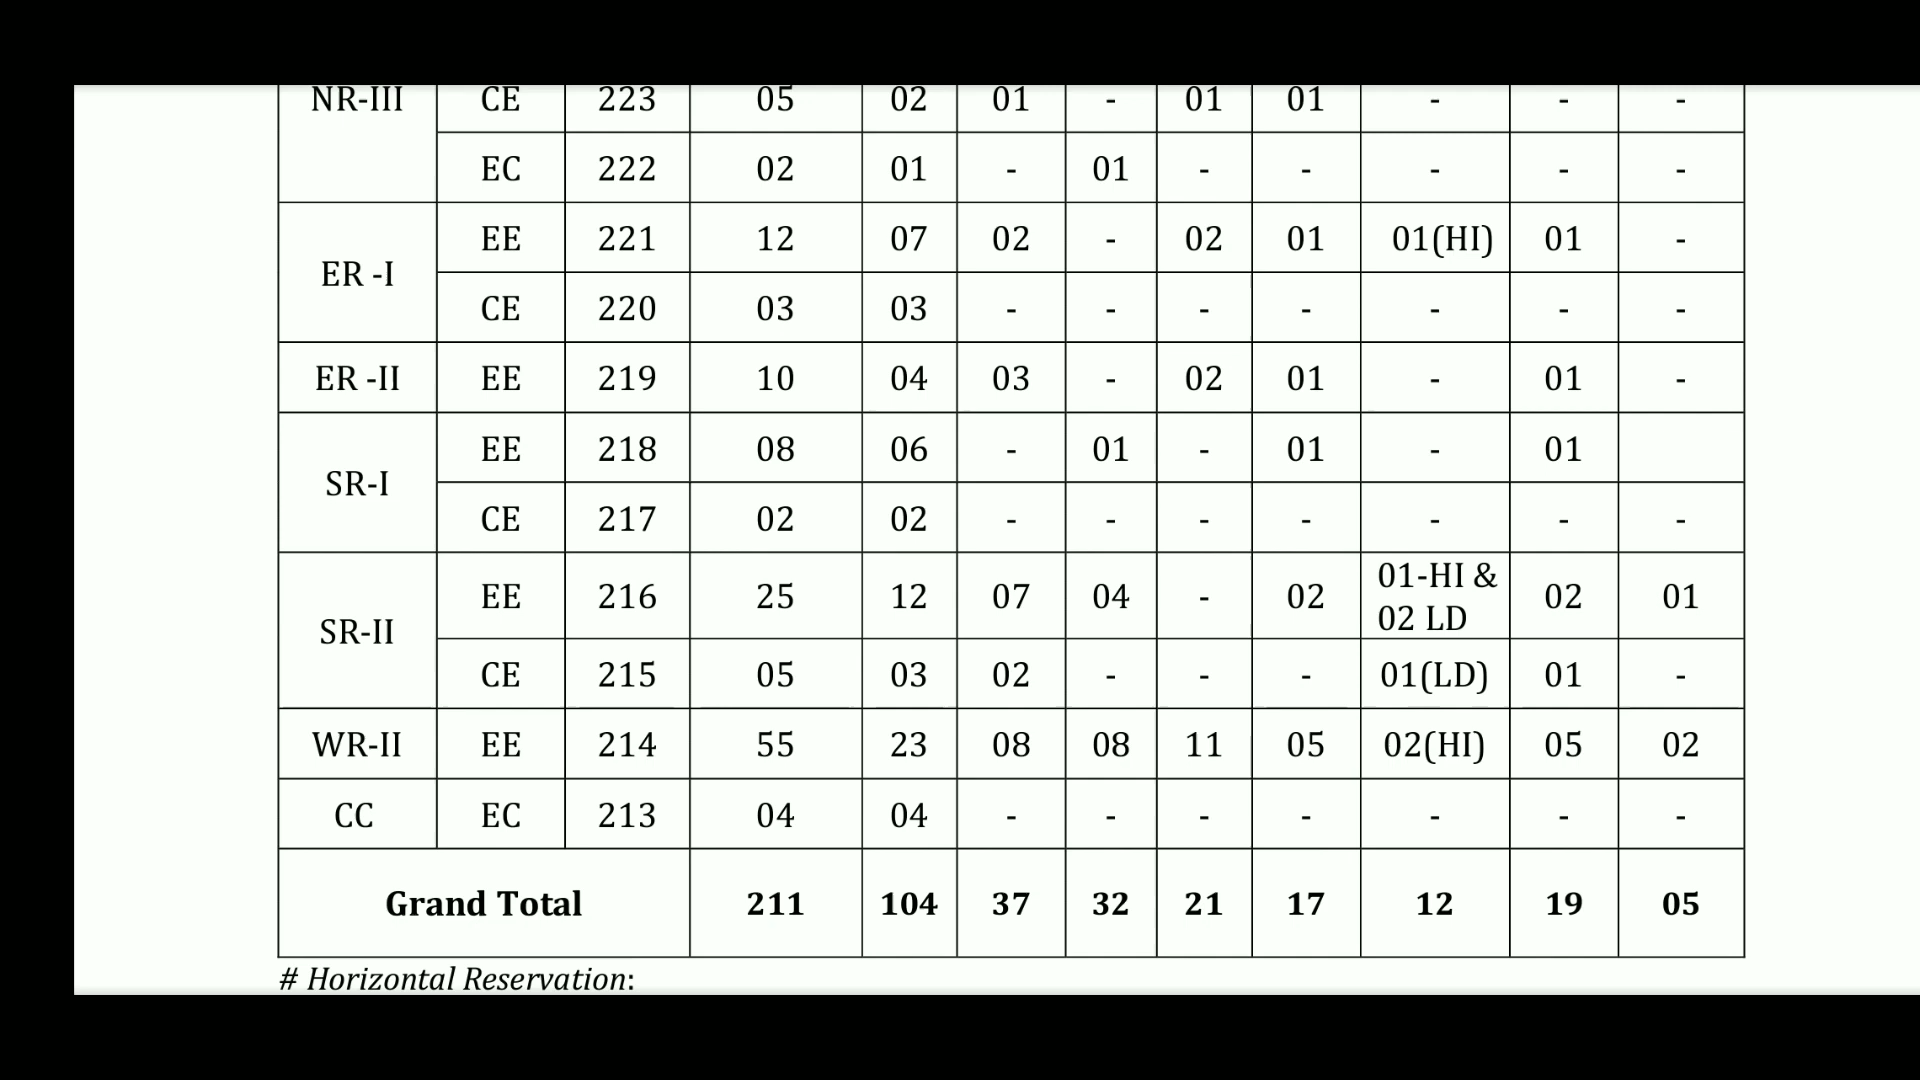 NR-III CE 223 05 02 01 - 01 01 - - -
EC 222 02 01 - 01 - - - - -
ER -I EE 221 12 07 02 - 02 01 01(HI) 01 -
CE 220 03 03 - - - - - - -
ER -II EE 219 10 04 03 - 02 01 - 01 -
SR-I EE 218 08 06 - 01 - 01 - 01
CE 217 02 02 - - - - - - -
SR-II EE 216 25 12 07 04 - 02 01-HI & 02 LD 02 01
CE 215 05 03 02 - - - 01(LD) 01 -
WR-II EE 214 55 23 08 08 11 05 02(HI) 05 02
CC EC 213 04 04 - - - - - - -
Grand Total 211 104 37 32 21 17 12 19 05
# Horizontal Reservation: